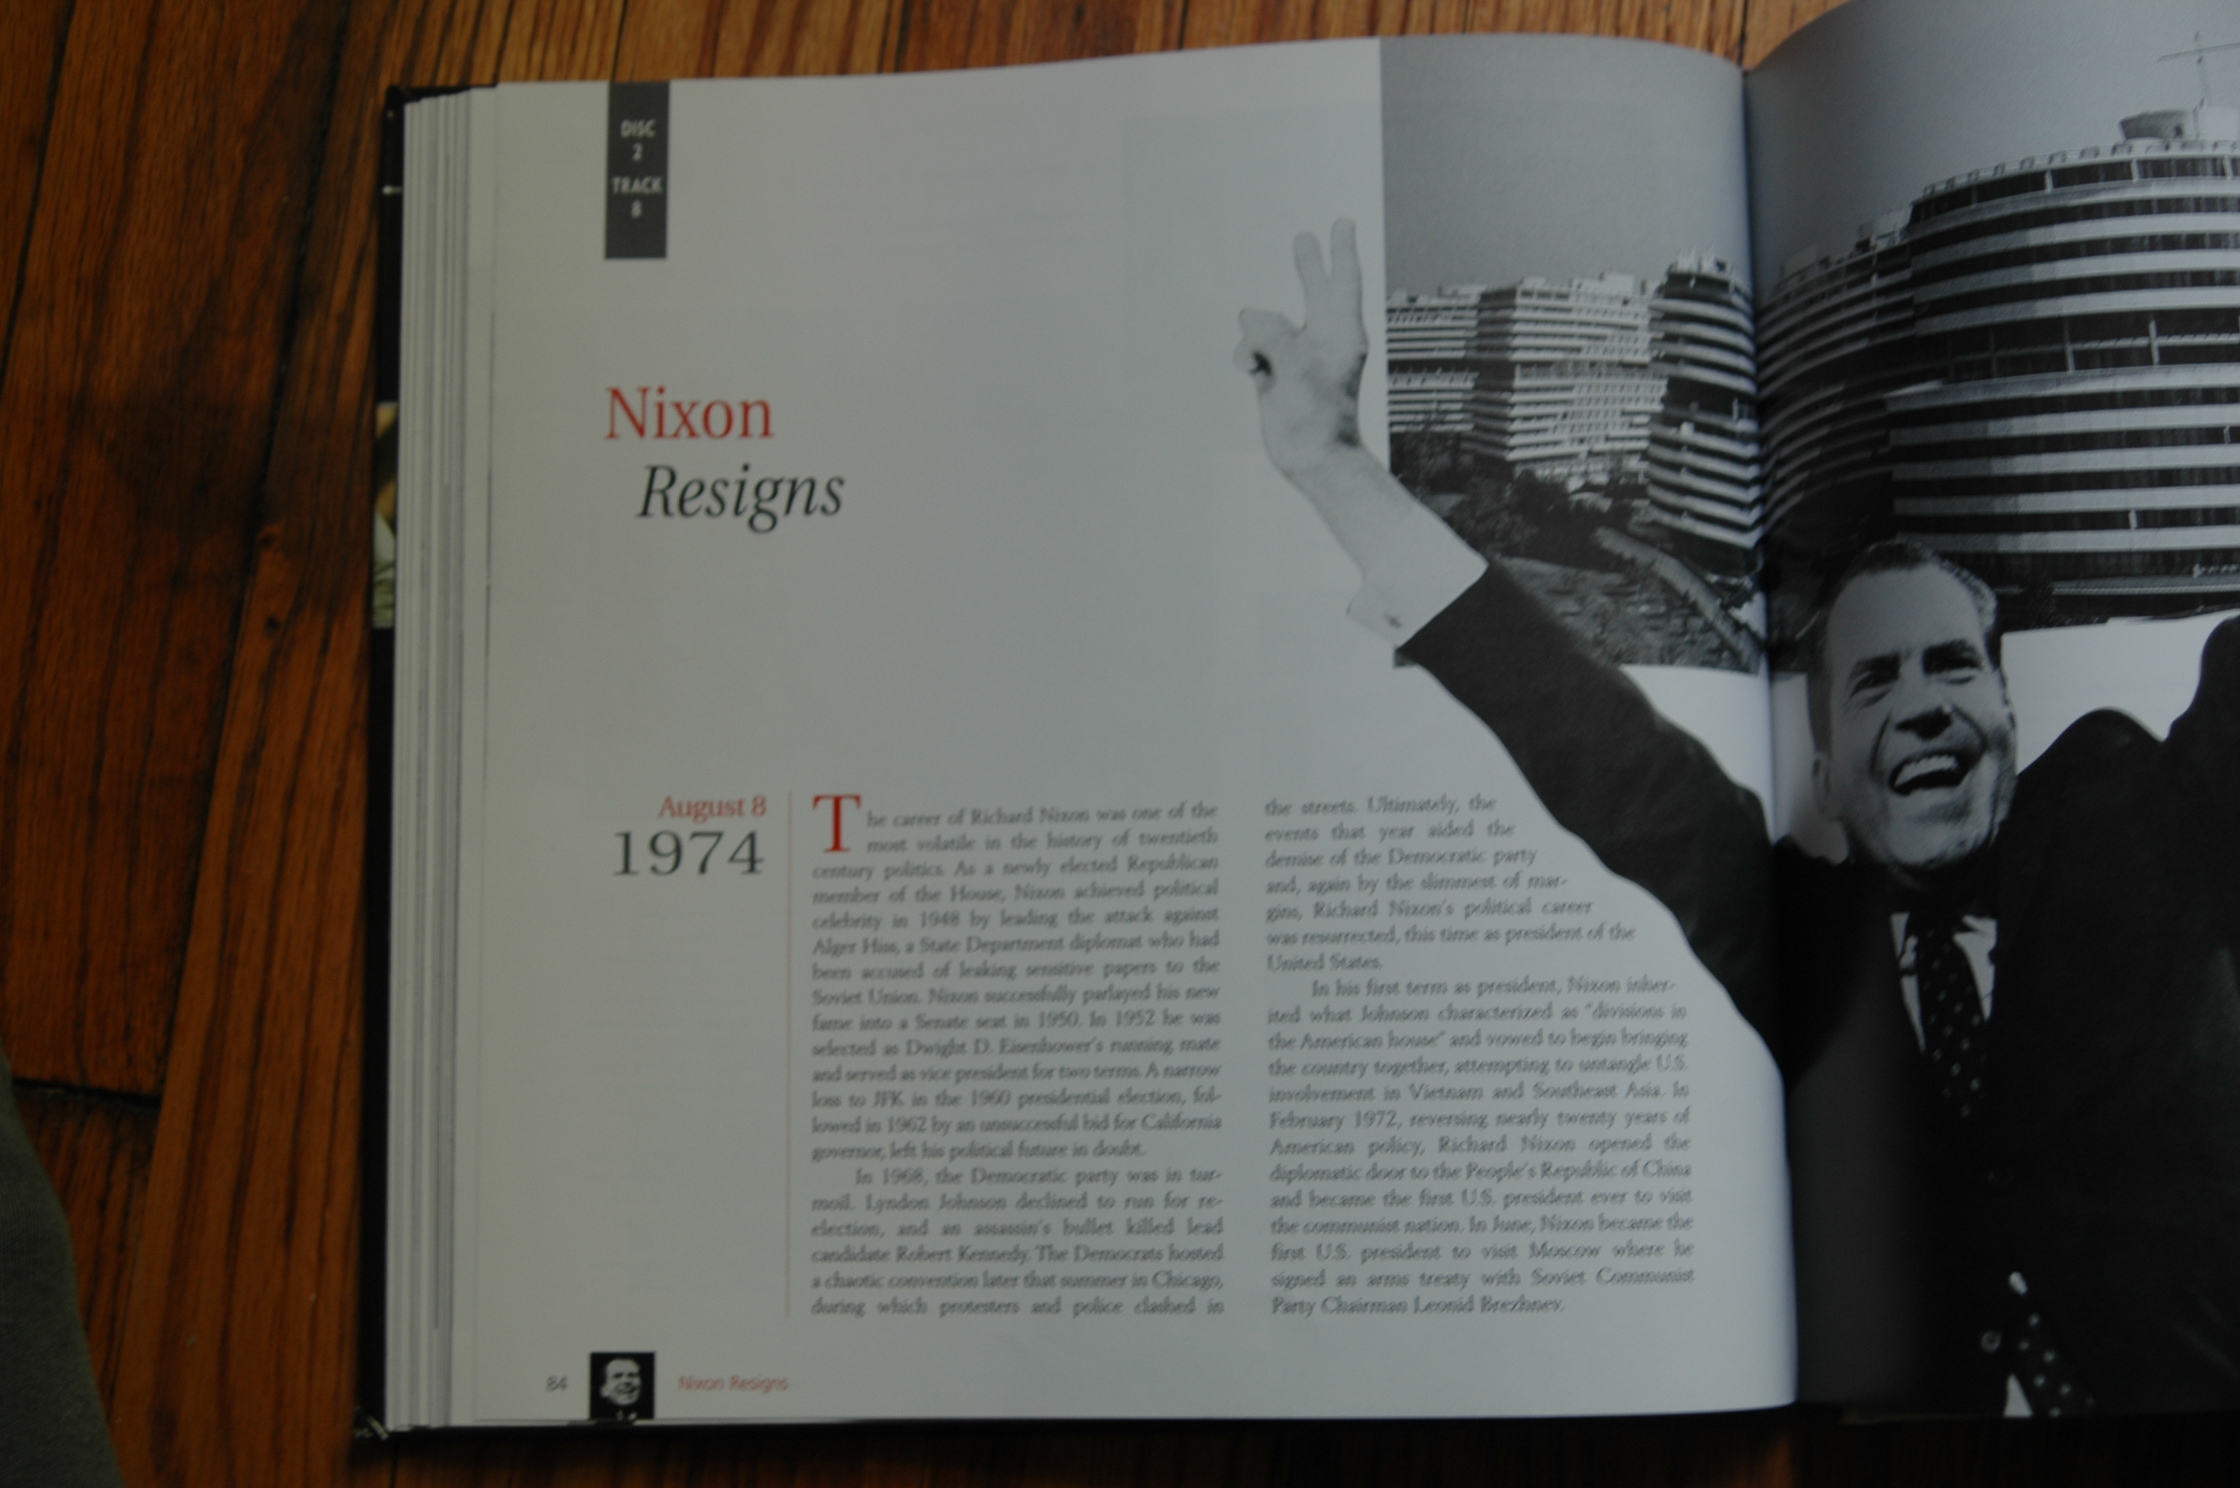 DISC
2
TRACK
8
Nixon
Resigns
August 8
1974
The career of Richard Nixon was one of the
most volatile in the history of twentieth
century politics. As a newly elected Republican
member of the House, Nixon achieved political
celebrity in 1948 by leading the attack against
Alger Hiss, a State Department diplomat who had
been accused of leaking sensitive papers to the
Soviet Union. Nixon successfully parlayed his new
fame into a Senate seat in 1950. In 1952 he was
selected as Dwight D. Eisenhower's running mate
and served as vice president for two terms. A narrow
loss to JFK in the 1960 presidential election, fol-
lowed in 1962 by an unsuccessful bid for California
governor, left his political future in doubt.
In 1968, the Democratic party was in tur-
moil. Lyndon Johnson declined to run for re-
election, and an assassin's bullet killed lead
candidate Robert Kennedy. The Democrats hosted
a chaotic convention later that summer in Chicago,
during which protesters and police clashed in
the streets. Ultimately, the
events that year aided the
demise of the Democratic party
and, again by the slimmest of mar-
gins, Richard Nixon's political career
was resurrected, this time as president of the
United States.
In his first term as president, Nixon inher-
ited what Johnson characterized as "divisions in
the American house" and vowed to begin bringing
the country together, attempting to untangle U.S.
involvement in Vietnam and Southeast Asia. In
February 1972, reversing nearly twenty years of
American policy, Richard Nixon opened the
diplomatic door to the People's Republic of China
and became the first U.S. president ever to visit
the communist nation. In June, Nixon became the
first U.S. president to visit Moscow where he
signed an arms treaty with Soviet Communist
Party Chairman Leonid Brezhnev.
84
Nixon Resigns